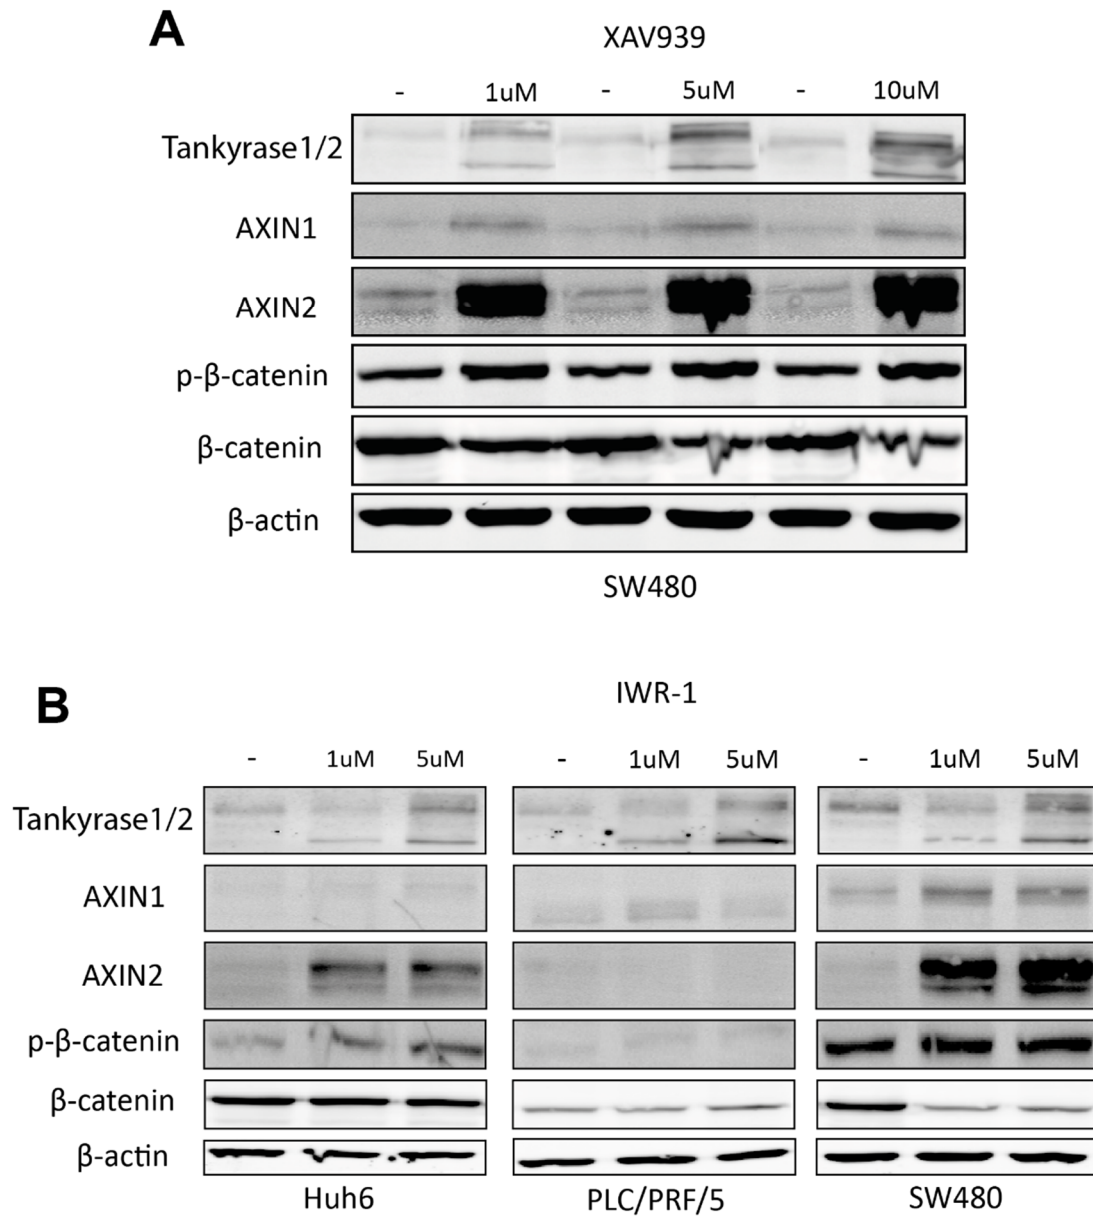 A
XAV939
- 1uM - 5uM - 10uM
Tankyrase1/2
AXIN1
AXIN2
p-β-catenin
β-catenin
β-actin
SW480
B
IWR-1
- 1uM 5uM - 1uM 5uM - 1uM 5uM
Tankyrase1/2
AXIN1
AXIN2
p-β-catenin
β-catenin
β-actin
Huh6 PLC/PRF/5 SW480